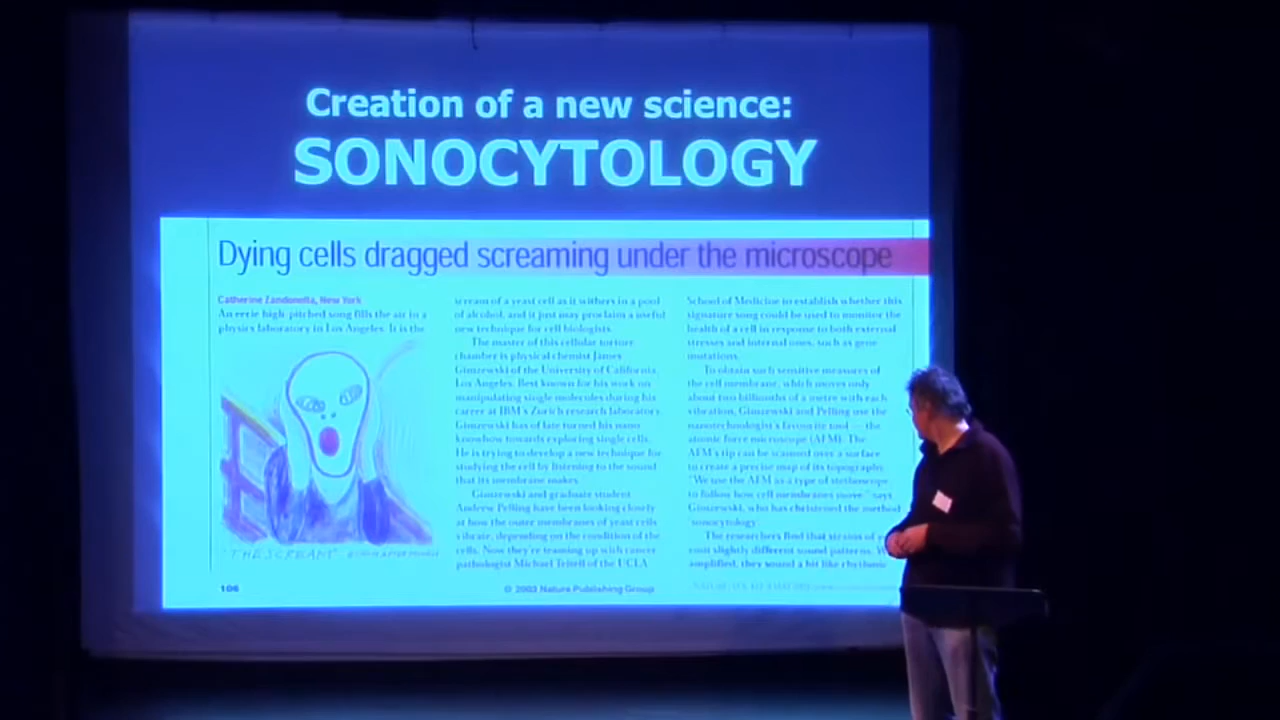 Creation of a new science:
SONOCYTOLOGY
Dying cells dragged screaming under the microscope
Catherine Zandonella, New York
An eerie high-pitched song fills the air in a
physics laboratory in Los Angeles. It is the
"THE SCREAM"
scream of a yeast cell as it withers in a pool
of alcohol, and it just may proclaim a useful
new technique for cell biologists.
The master of this cellular torture
chamber is physical chemist James
Gimzewski of the University of California,
Los Angeles. Best known for his work on
manipulating single molecules during his
career at IBM's Zurich research laboratory,
Gimzewski has of late turned his nano
knowhow towards exploring single cells.
He is trying to develop a new technique for
studying the cell by listening to the sound
that its membrane makes.
Gimzewski and graduate student
Andrew Pelling have been looking closely
at how the outer membranes of yeast cells
vibrate, depending on the condition of the
cells. Now they're teaming up with cancer
pathologist Michael Teitell of the UCLA
School of Medicine to establish whether this
signature song could be used to monitor the
health of a cell in response to both external
stresses and internal ones, such as gene
mutations.
To obtain such sensitive measures of
the cell membrane, which moves only
about two billionths of a metre with each
vibration, Gimzewski and Pelling use the
nanotechnologist's favourite tool — the
atomic force microscope (AFM). The
AFM's tip can be scanned over a surface
to create a precise map of its topography.
"We use the AFM as a type of stethoscope
to follow how cell membranes move," says
Gimzewski, who has christened the method
'sonocytology'.
The researchers find that strains of
emit slightly different sound patterns.
amplified, they sound a bit like rhythmic
106
© 2003 Nature Publishing Group